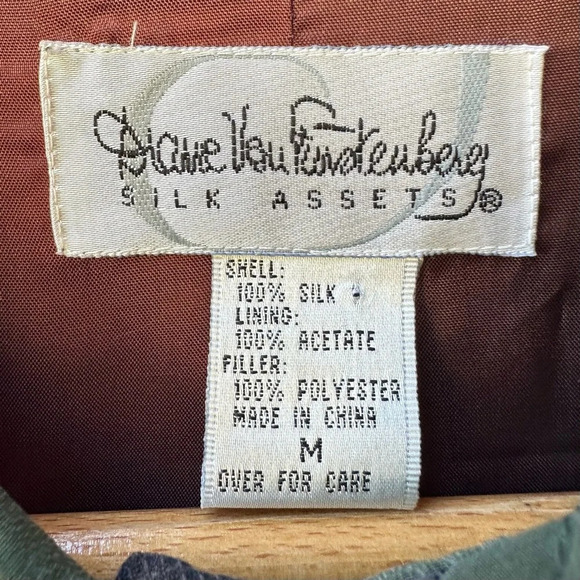 Diane Von Furstenberg
SILK ASSETS®
SHELL:
100% SILK
LINING:
100% ACETATE
FILLER:
100% POLYESTER
MADE IN CHINA
M
OVER FOR CARE